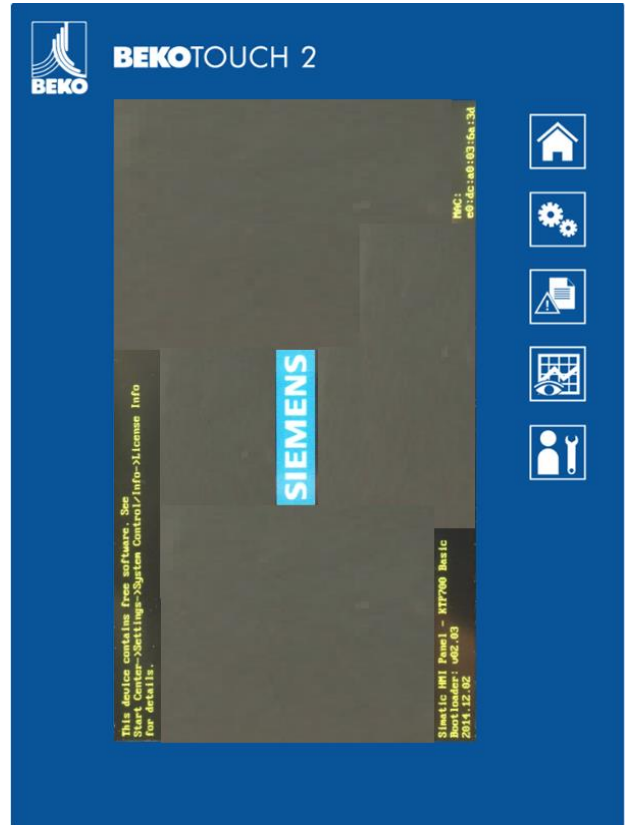 BEKO
BEKOTOUCH 2
MAC:
e0:dc:a0:03:6a:3d
SIEMENS
This device contains free software. See
Start Center->Settings->System Control/Info->License Info
for details.
Simatic HMI Panel - KTP700 Basic
Bootloader: v02.03
2014.12.02